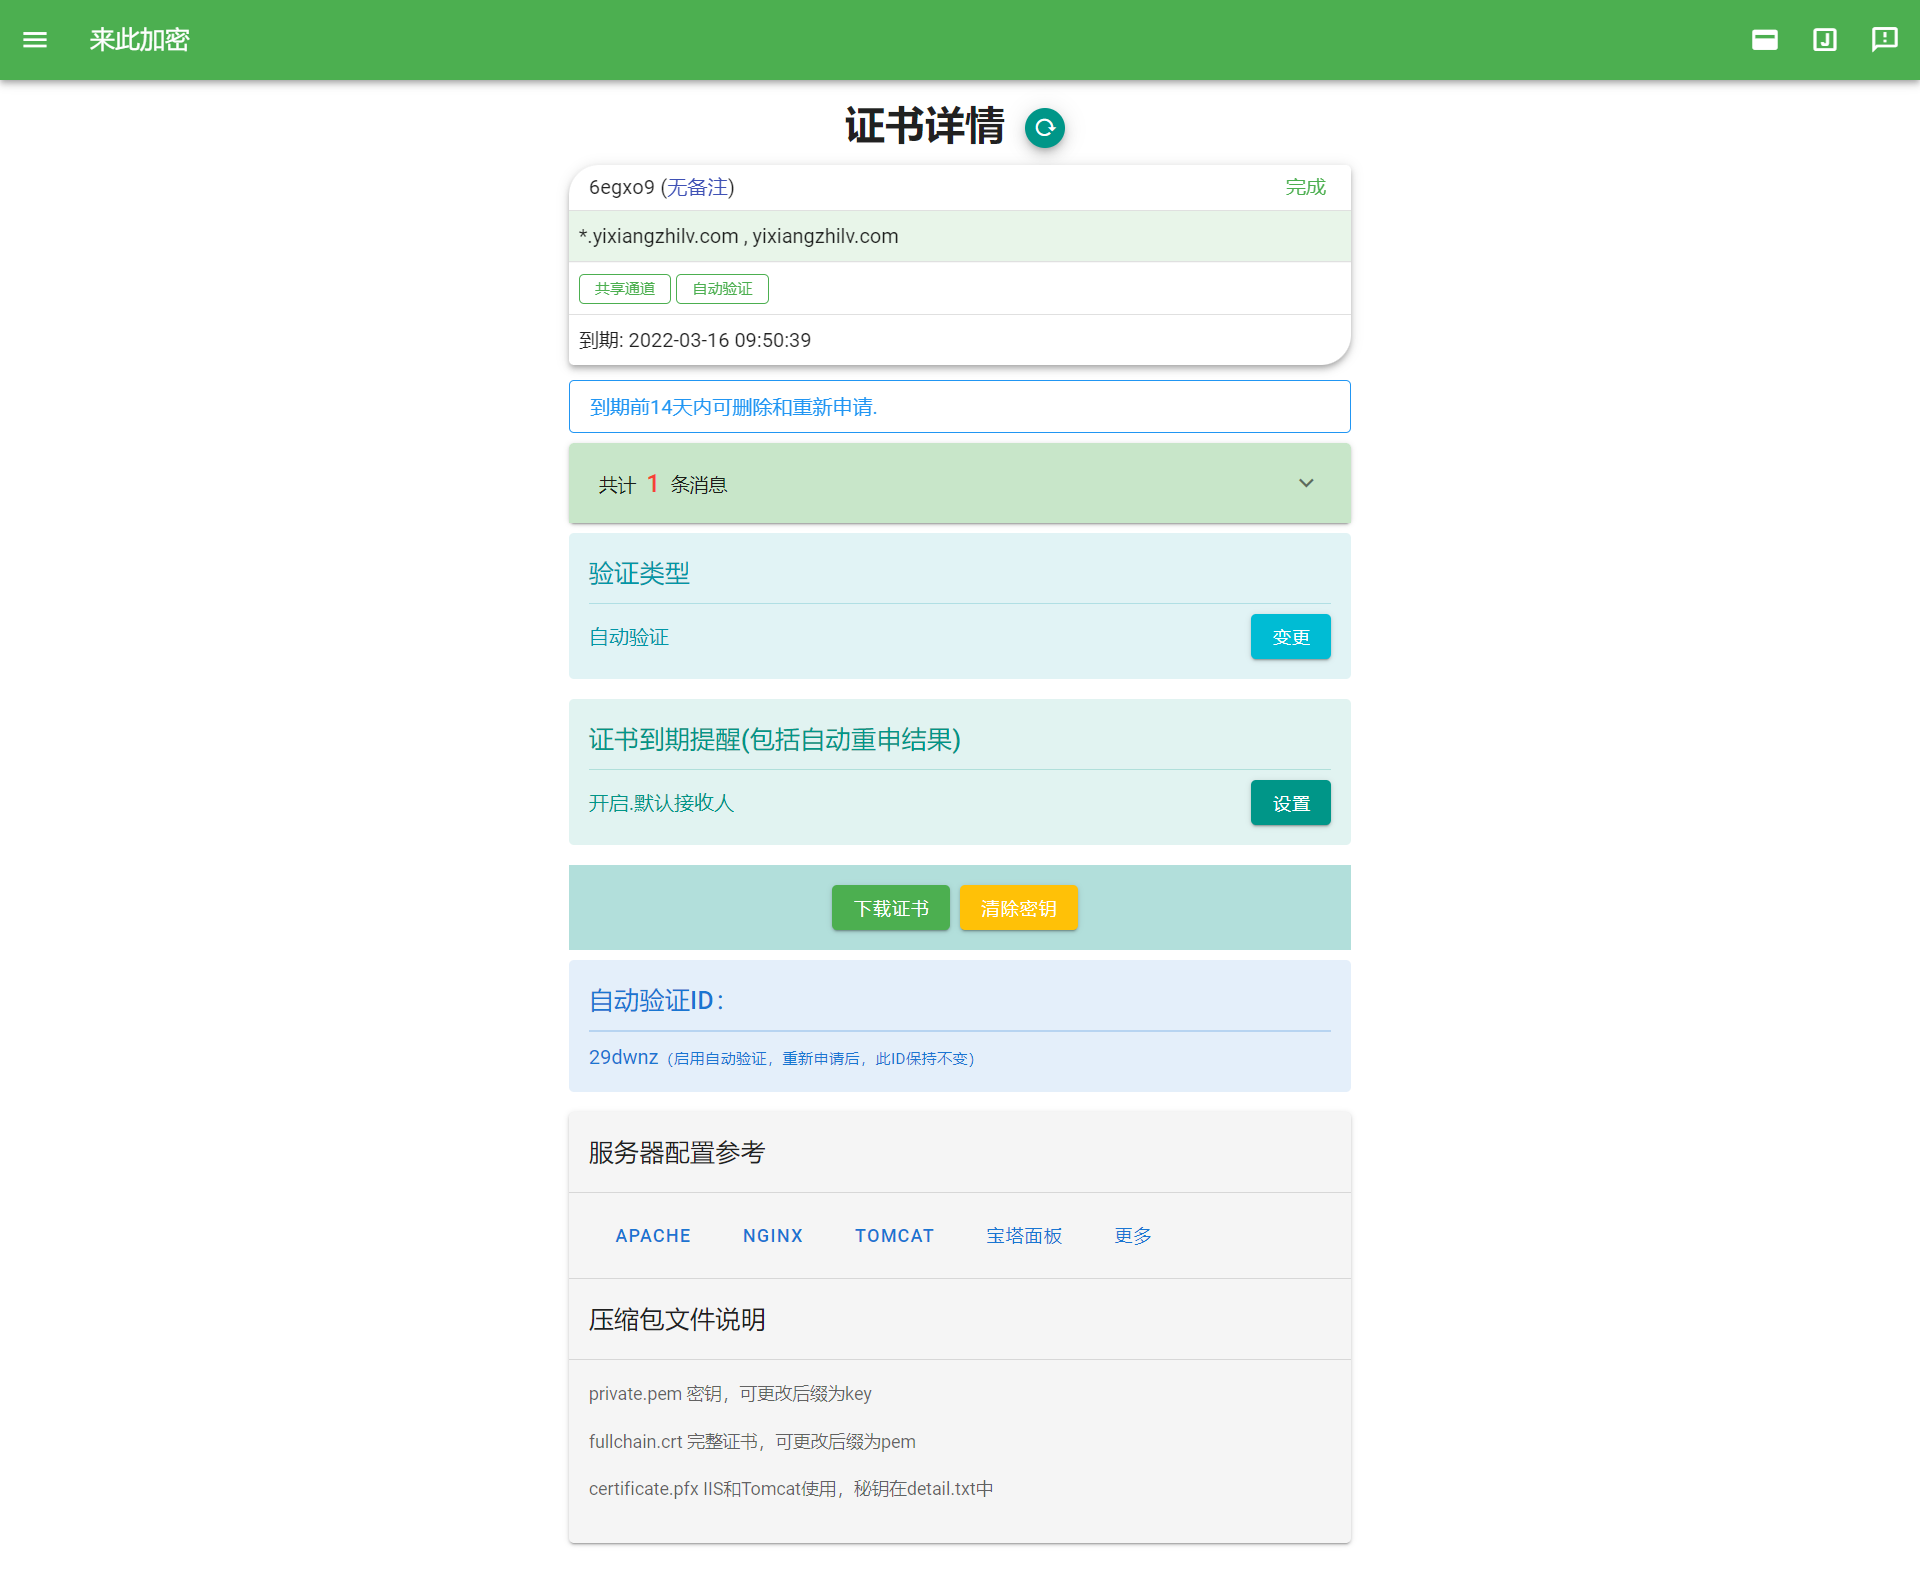 来此加密
证书详情
6egxo9 (无备注) 完成
*.yixiangzhilv.com , yixiangzhilv.com
共享通道 自动验证
到期: 2022-03-16 09:50:39
到期前14天内可删除和重新申请.
共计 1 条消息
验证类型
自动验证 变更
证书到期提醒(包括自动重申结果)
开启.默认接收人 设置
下载证书 清除密钥
自动验证ID：
29dwnz（启用自动验证，重新申请后，此ID保持不变）
服务器配置参考
APACHE NGINX TOMCAT 宝塔面板 更多
压缩包文件说明
private.pem 密钥，可更改后缀为key
fullchain.crt 完整证书，可更改后缀为pem
certificate.pfx IIS和Tomcat使用，秘钥在detail.txt中